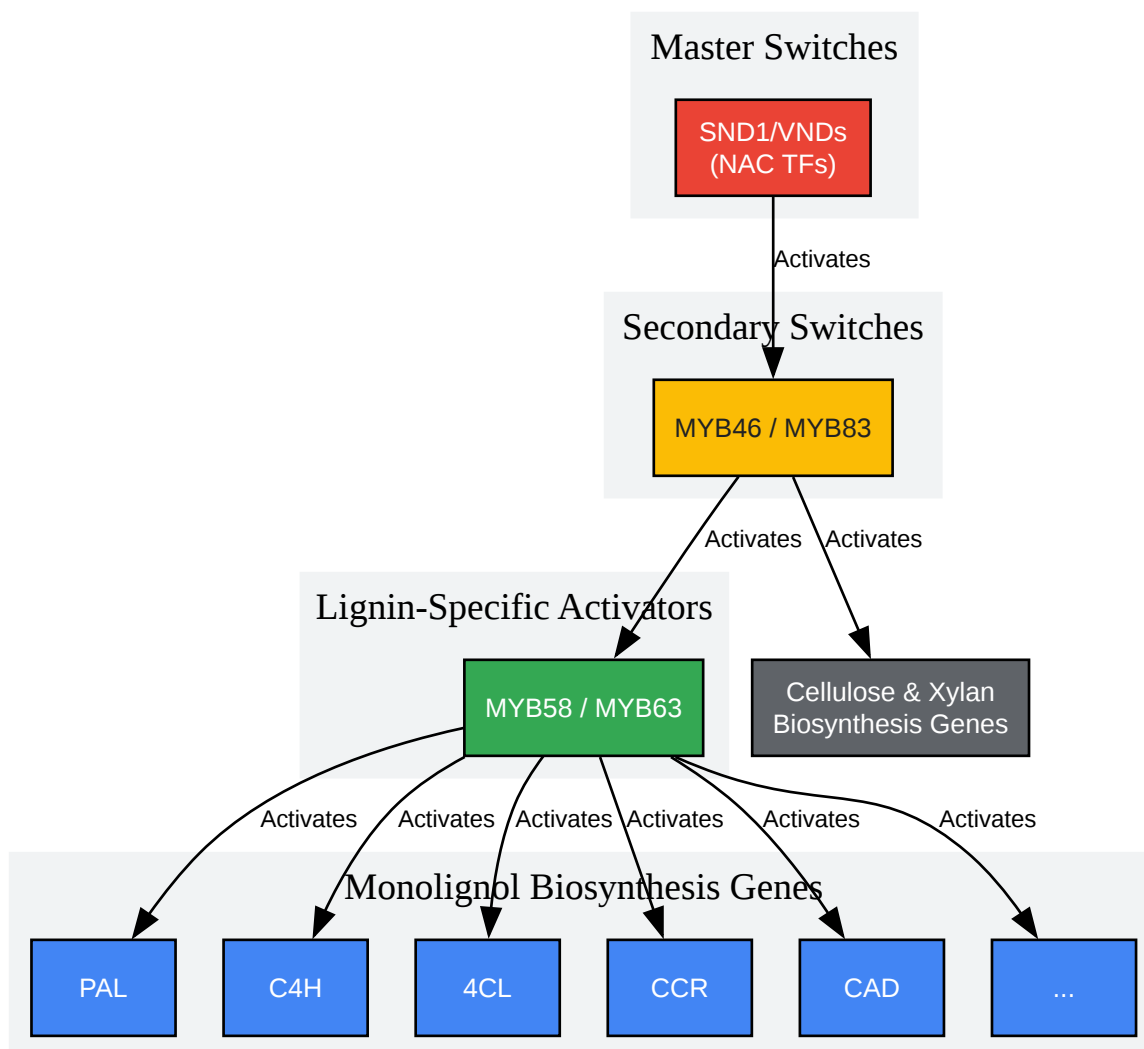 Master Switches
SND1/VNDs
(NAC TFs)
Activates
Secondary Switches
MYB46 / MYB83
Activates
Activates
Lignin-Specific Activators
MYB58 / MYB63
Cellulose & Xylan
Biosynthesis Genes
Activates
Activates
Activates
Activates
Activates
Activates
Monolignol Biosynthesis Genes
PAL
C4H
4CL
CCR
CAD
...